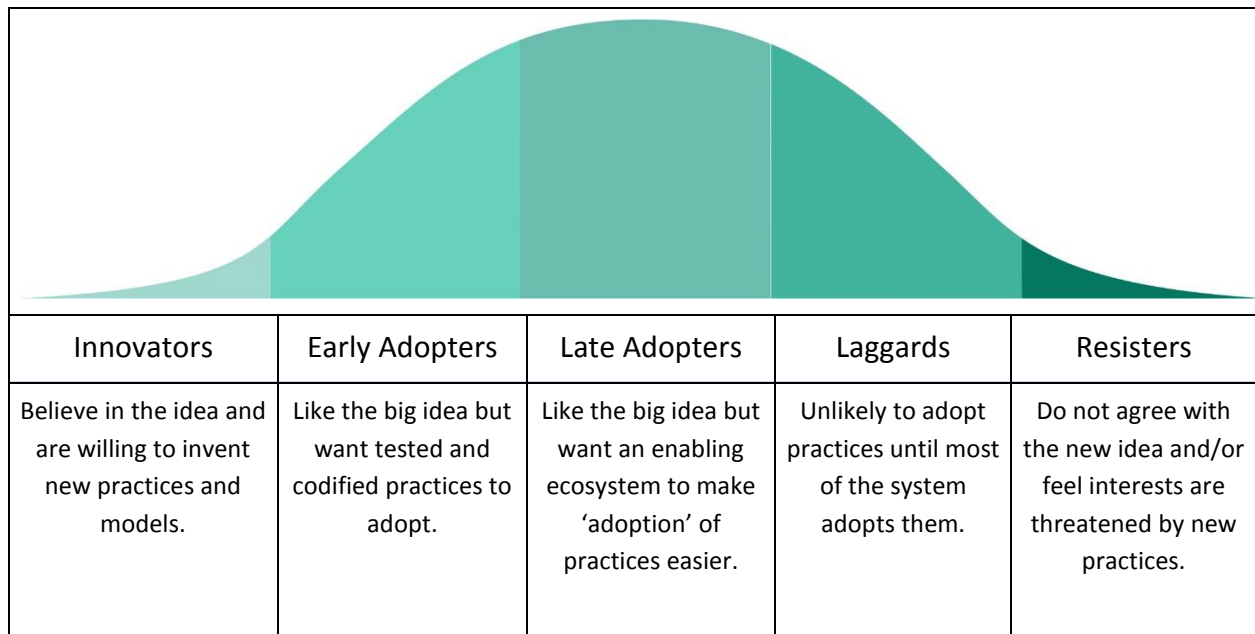 Innovators
Early Adopters
Late Adopters
Laggards
Resisters
Believe in the idea and
are willing to invent
new practices and
models.
Like the big idea but
want tested and
codified practices to
adopt.
Like the big idea but
want an enabling
ecosystem to make
‘adoption’ of
practices easier.
Unlikely to adopt
practices until most
of the system
adopts them.
Do not agree with
the new idea and/or
feel interests are
threatened by new
practices.